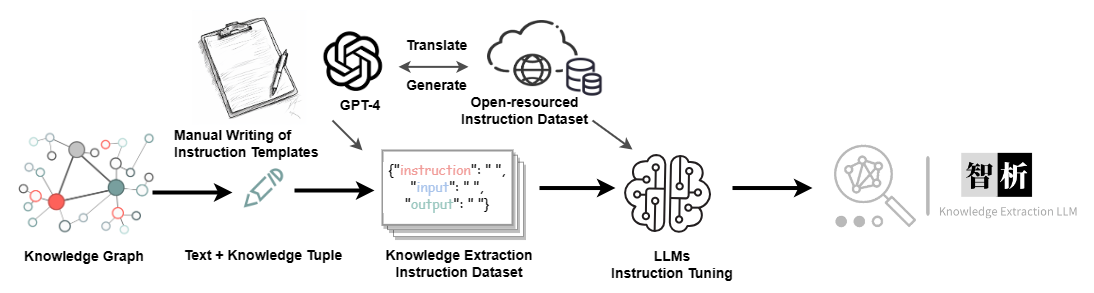 Translate
Generate
GPT-4
Open-resourced
Instruction Dataset
Manual Writing of
Instruction Templates
{"instruction": " ",
"input": " ",
"output": " "}
智析
Knowledge Extraction LLM
Knowledge Graph
Text + Knowledge Tuple
Knowledge Extraction
Instruction Dataset
LLMs
Instruction Tuning